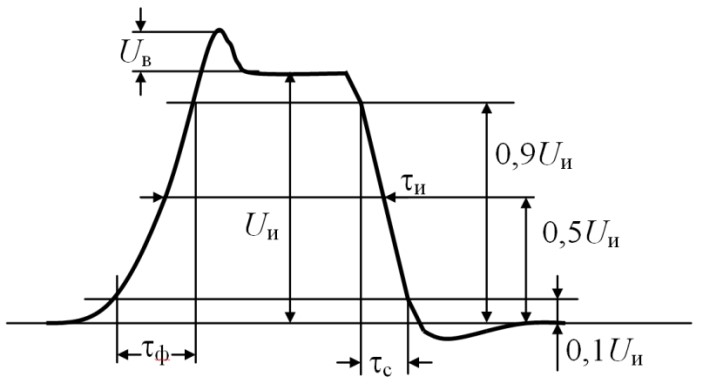 Uв
0,9Uи
τи
Uи
0,5Uи
τф
τс
0,1Uи